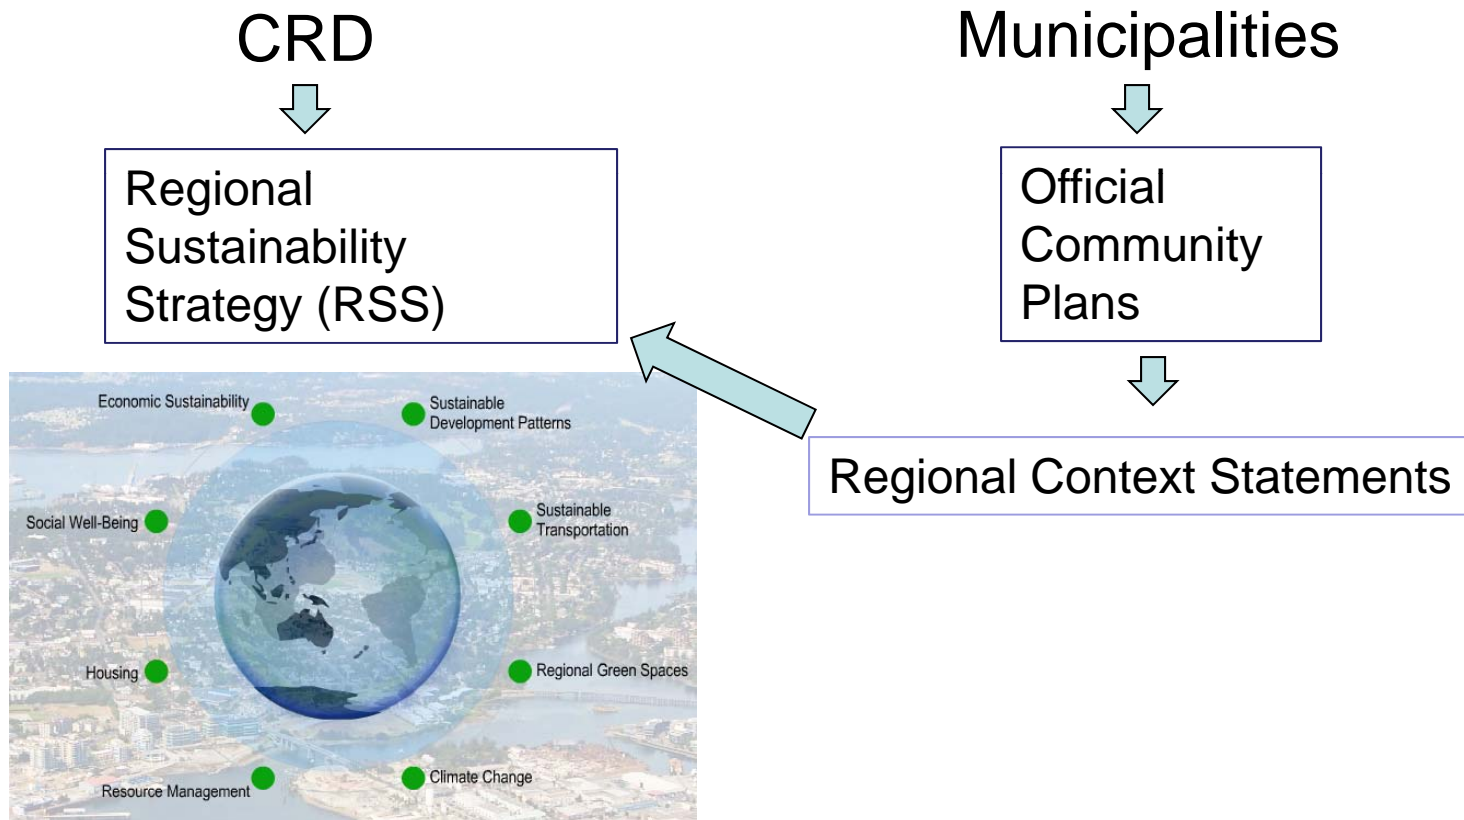 CRD
Municipalities
Regional
Sustainability
Strategy (RSS)
Official
Community
Plans
Regional Context Statements
Economic Sustainability
Sustainable
Development Patterns
Social Well-Being
Sustainable
Transportation
Housing
Regional Green Spaces
Resource Management
Climate Change